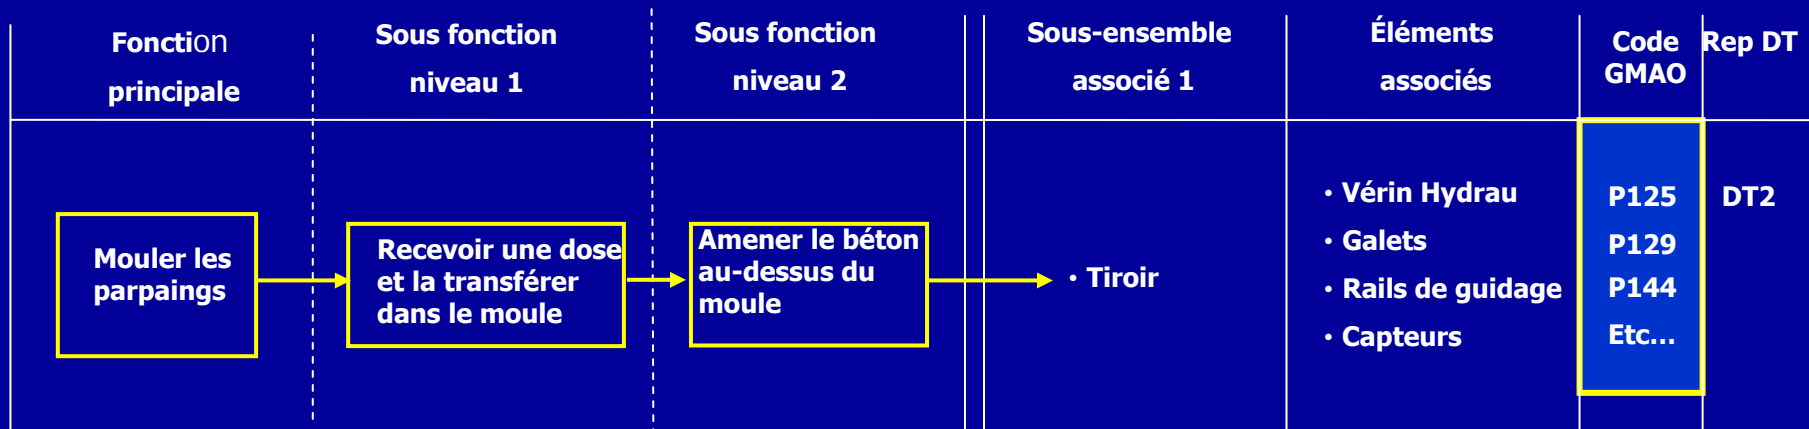 Fonction
principale
Sous fonction
niveau 1
Sous fonction
niveau 2
Sous-ensemble
associé 1
Éléments
associés
Code
GMAO
Rep DT
Mouler les
parpaings
Recevoir une dose
et la transférer
dans le moule
Amener le béton
au-dessus du
moule
• Tiroir
• Vérin Hydrau
• Galets
• Rails de guidage
• Capteurs
P125
P129
P144
Etc...
DT2